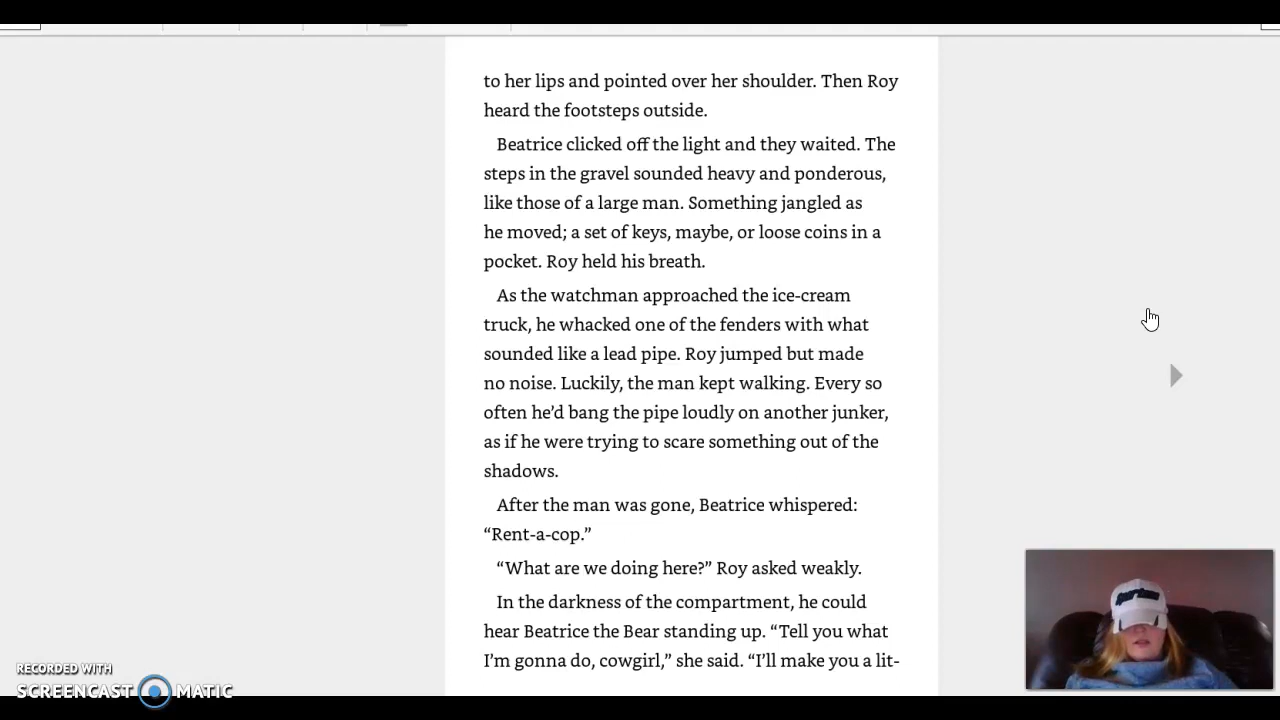 to her lips and pointed over her shoulder. Then Roy
heard the footsteps outside.
Beatrice clicked off the light and they waited. The
steps in the gravel sounded heavy and ponderous,
like those of a large man. Something jangled as
he moved; a set of keys, maybe, or loose coins in a
pocket. Roy held his breath.
As the watchman approached the ice-cream
truck, he whacked one of the fenders with what
sounded like a lead pipe. Roy jumped but made
no noise. Luckily, the man kept walking. Every so
often he’d bang the pipe loudly on another junker,
as if he were trying to scare something out of the
shadows.
After the man was gone, Beatrice whispered:
“Rent-a-cop.”
“What are we doing here?” Roy asked weakly.
In the darkness of the compartment, he could
hear Beatrice the Bear standing up. “Tell you what
I’m gonna do, cowgirl,” she said. “I’ll make you a lit-
RECORDED WITH
SCREENCAST MATIC